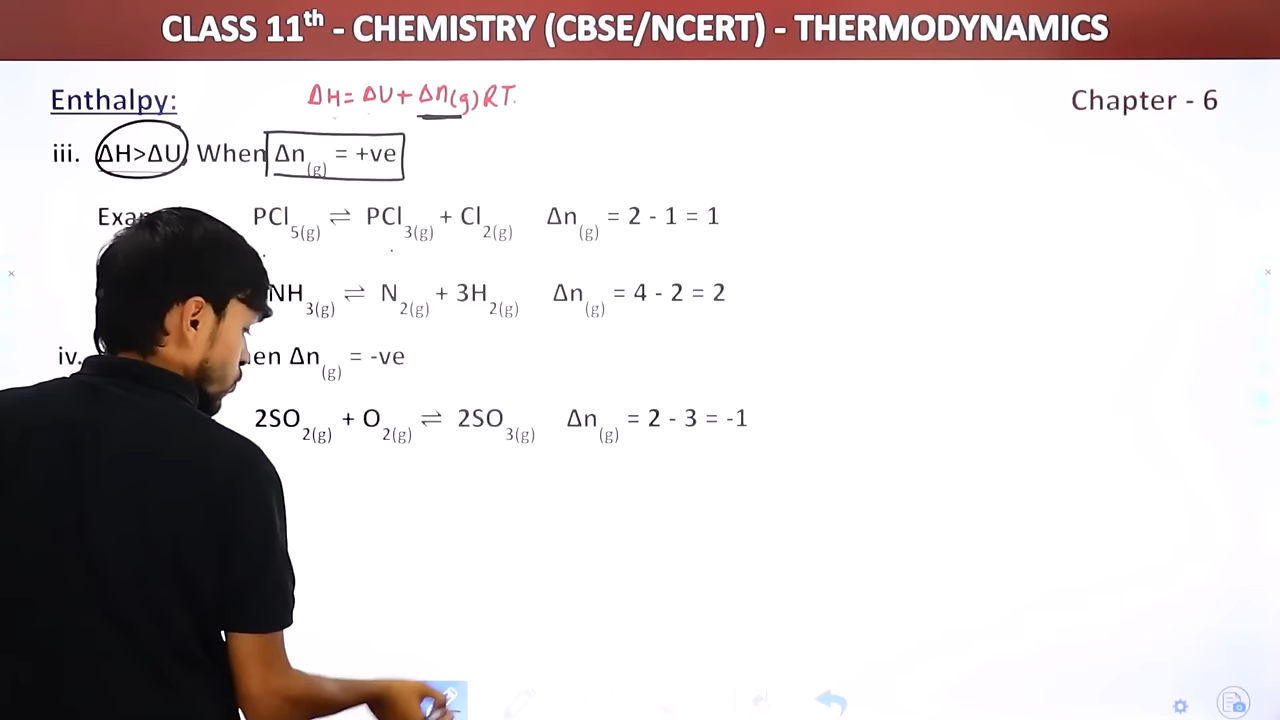 CLASS 11th - CHEMISTRY (CBSE/NCERT) - THERMODYNAMICS
Enthalpy: ΔH = ΔU + Δn(g) RT. Chapter - 6
iii. ΔH>ΔU, When Δn(g) = +ve
PCl5(g) ⇌ PCl3(g) + Cl2(g) Δn(g) = 2 - 1 = 1
NH3(g) ⇌ N2(g) + 3H2(g) Δn(g) = 4 - 2 = 2
iv. Δn(g) = -ve
2SO2(g) + O2(g) ⇌ 2SO3(g) Δn(g) = 2 - 3 = -1